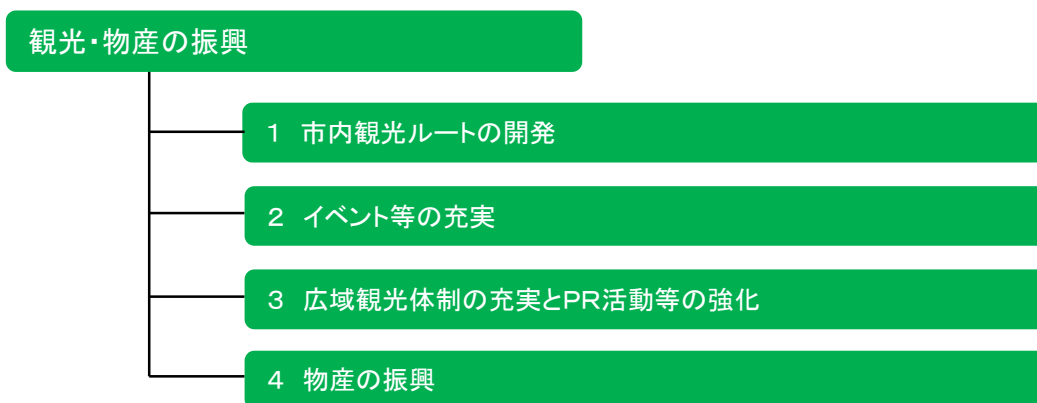 観光・物産の振興
１　市内観光ルートの開発
２　イベント等の充実
３　広域観光体制の充実とＰＲ活動等の強化
４　物産の振興